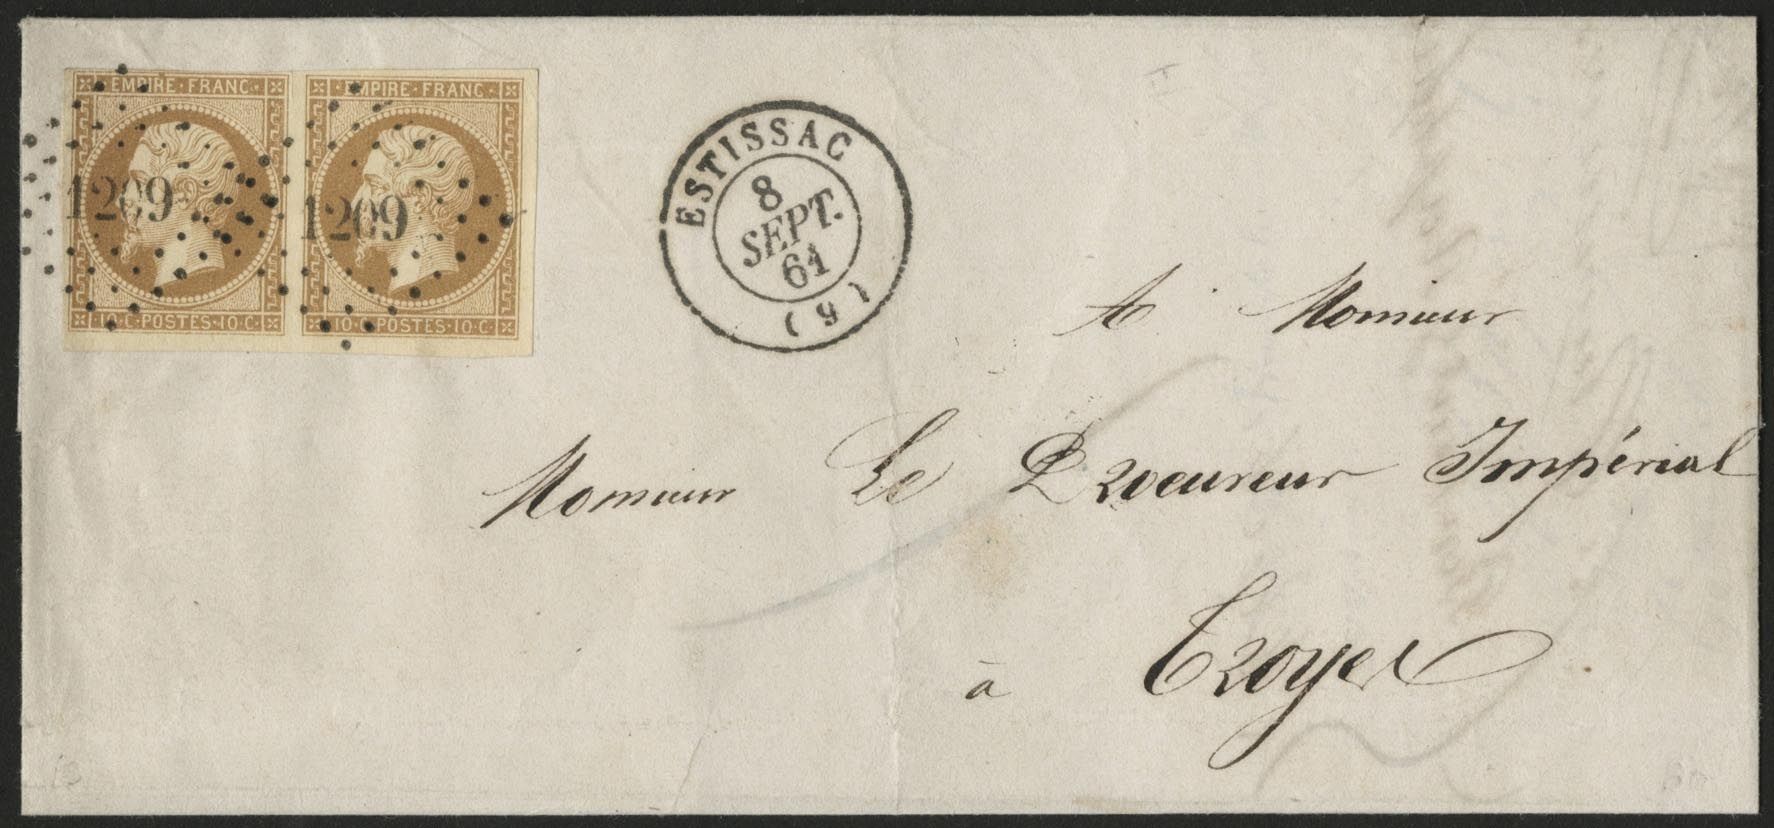 EMPIRE·FRANC· EMPIRE·FRANC·
1209 1209
10·C·POSTES·10·C· 10·C·POSTES·10·C·
ESTISSAC
8
SEPT.
61
(9)
A Monsieur
Monsieur Le Procureur Impérial
à Troyes